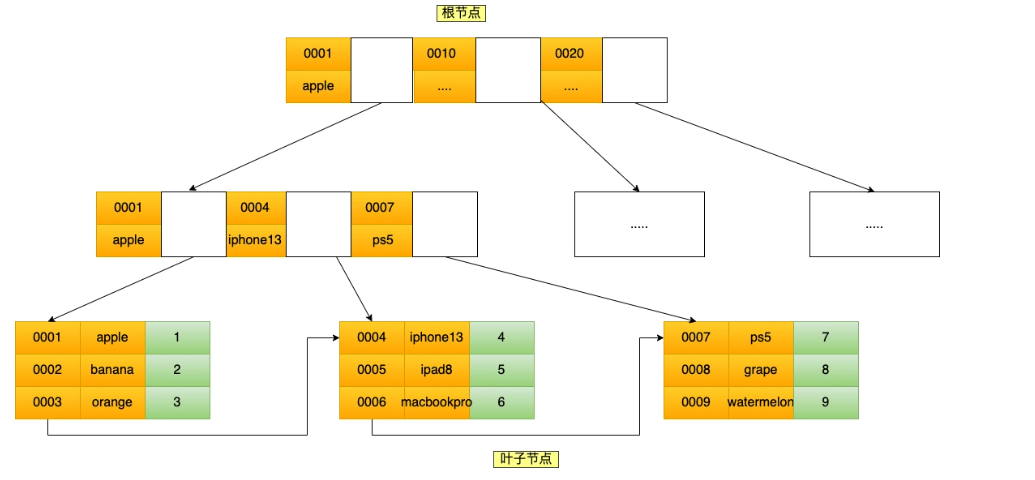 根节点
0001 0010 0020
apple .... ....
0001 0004 0007
apple iphone13 ps5 ..... .....
0001 apple 1 0004 iphone13 4 0007 ps5 7
0002 banana 2 0005 ipad8 5 0008 grape 8
0003 orange 3 0006 macbookpro 6 0009 watermelon 9
叶子节点